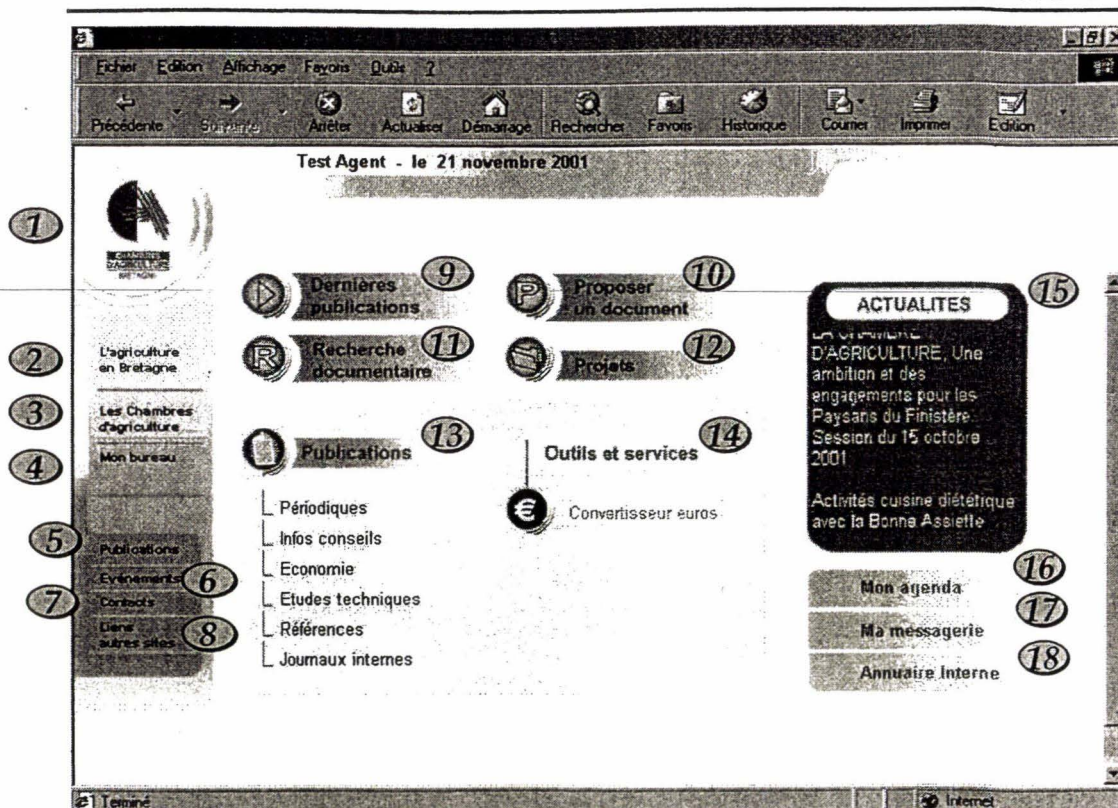 Fichier Edition Affichage Favoris Outils ?
Précédente Suivante Arrêter Actualiser Démarrage Rechercher Favoris Historique Courrier Imprimer Edition
Test Agent - le 21 novembre 2001
1
CHAMBRES
D'AGRICULTURE
BRETAGNE
2
L'agriculture
en Bretagne
3
Les Chambres
d'agriculture
4
Mon bureau
5
Publications
Evénements
6
7
Contacts
Liens
autres sites
8
Dernières
publications
9
P
Proposer
un document
10
R
Recherche
documentaire
11
Projets
12
Publications
13
Périodiques
Infos conseils
Economie
Etudes techniques
Références
Journaux internes
Outils et services
14
€
Convertisseur euros
ACTUALITES
15
LA CHAMBRE
D'AGRICULTURE, Une
ambition et des
engagements pour les
Paysans du Finistère
Session du 15 octobre
2001
Activités cuisine diététique
avec la Bonne Assiette
Mon agenda
16
Ma messagerie
17
Annuaire Interne
18
Terminé
Internet